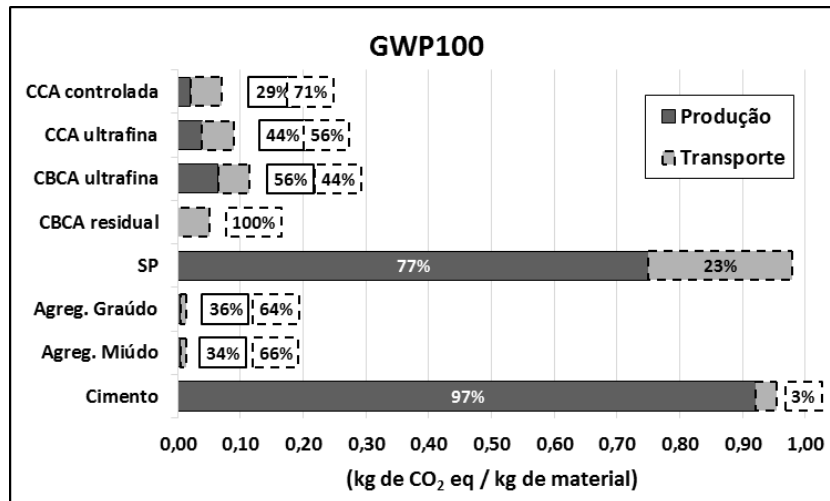 GWP100
CCA controlada
29% 71%
CCA ultrafina
44% 56%
CBCA ultrafina
56% 44%
CBCA residual
100%
SP
77% 23%
Agreg. Graúdo
36% 64%
Agreg. Miúdo
34% 66%
Cimento
97% 3%
Produção
Transporte
0,00 0,10 0,20 0,30 0,40 0,50 0,60 0,70 0,80 0,90 1,00
(kg de CO₂ eq / kg de material)